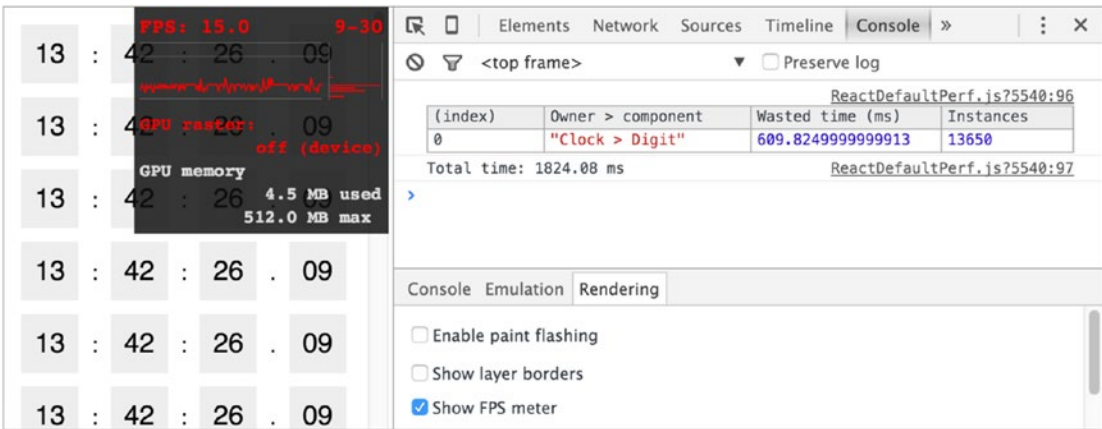 FPS: 15.0 9-30
13 : 42 : 26 . 09
GPU raster:
off (device)
13 : 42 : 26 . 09
GPU memory
4.5 MB used
512.0 MB max
13 : 42 : 26 . 09
13 : 42 : 26 . 09
13 : 42 : 26 . 09
13 : 42 : 26 . 09
Elements Network Sources Timeline Console »
<top frame> ▼ Preserve log
ReactDefaultPerf.js?5540:96
(index) Owner > component Wasted time (ms) Instances
0 "Clock > Digit" 609.8249999999913 13650
Total time: 1824.08 ms ReactDefaultPerf.js?5540:97
>
Console Emulation Rendering
Enable paint flashing
Show layer borders
Show FPS meter